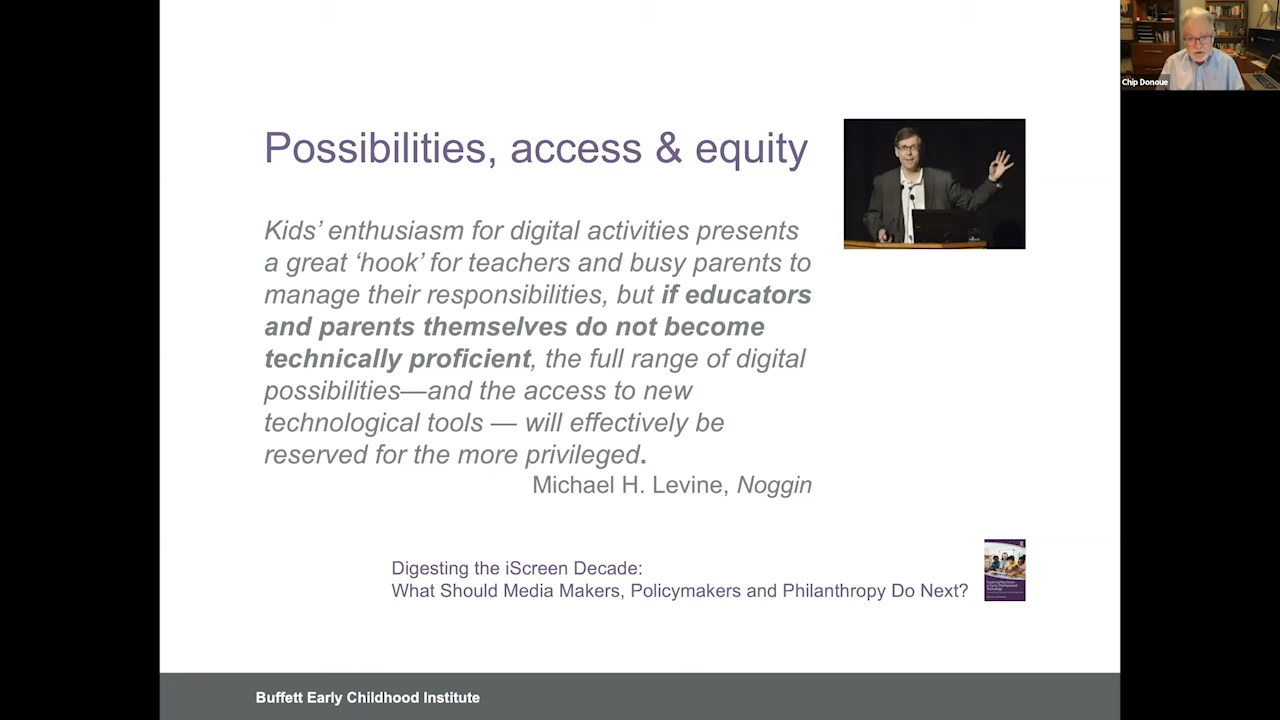 Possibilities, access & equity
Kids’ enthusiasm for digital activities presents
a great ‘hook’ for teachers and busy parents to
manage their responsibilities, but if educators
and parents themselves do not become
technically proficient, the full range of digital
possibilities—and the access to new
technological tools — will effectively be
reserved for the more privileged.
Michael H. Levine, Noggin
Digesting the iScreen Decade:
What Should Media Makers, Policymakers and Philanthropy Do Next?
Buffett Early Childhood Institute
Chip Donoue